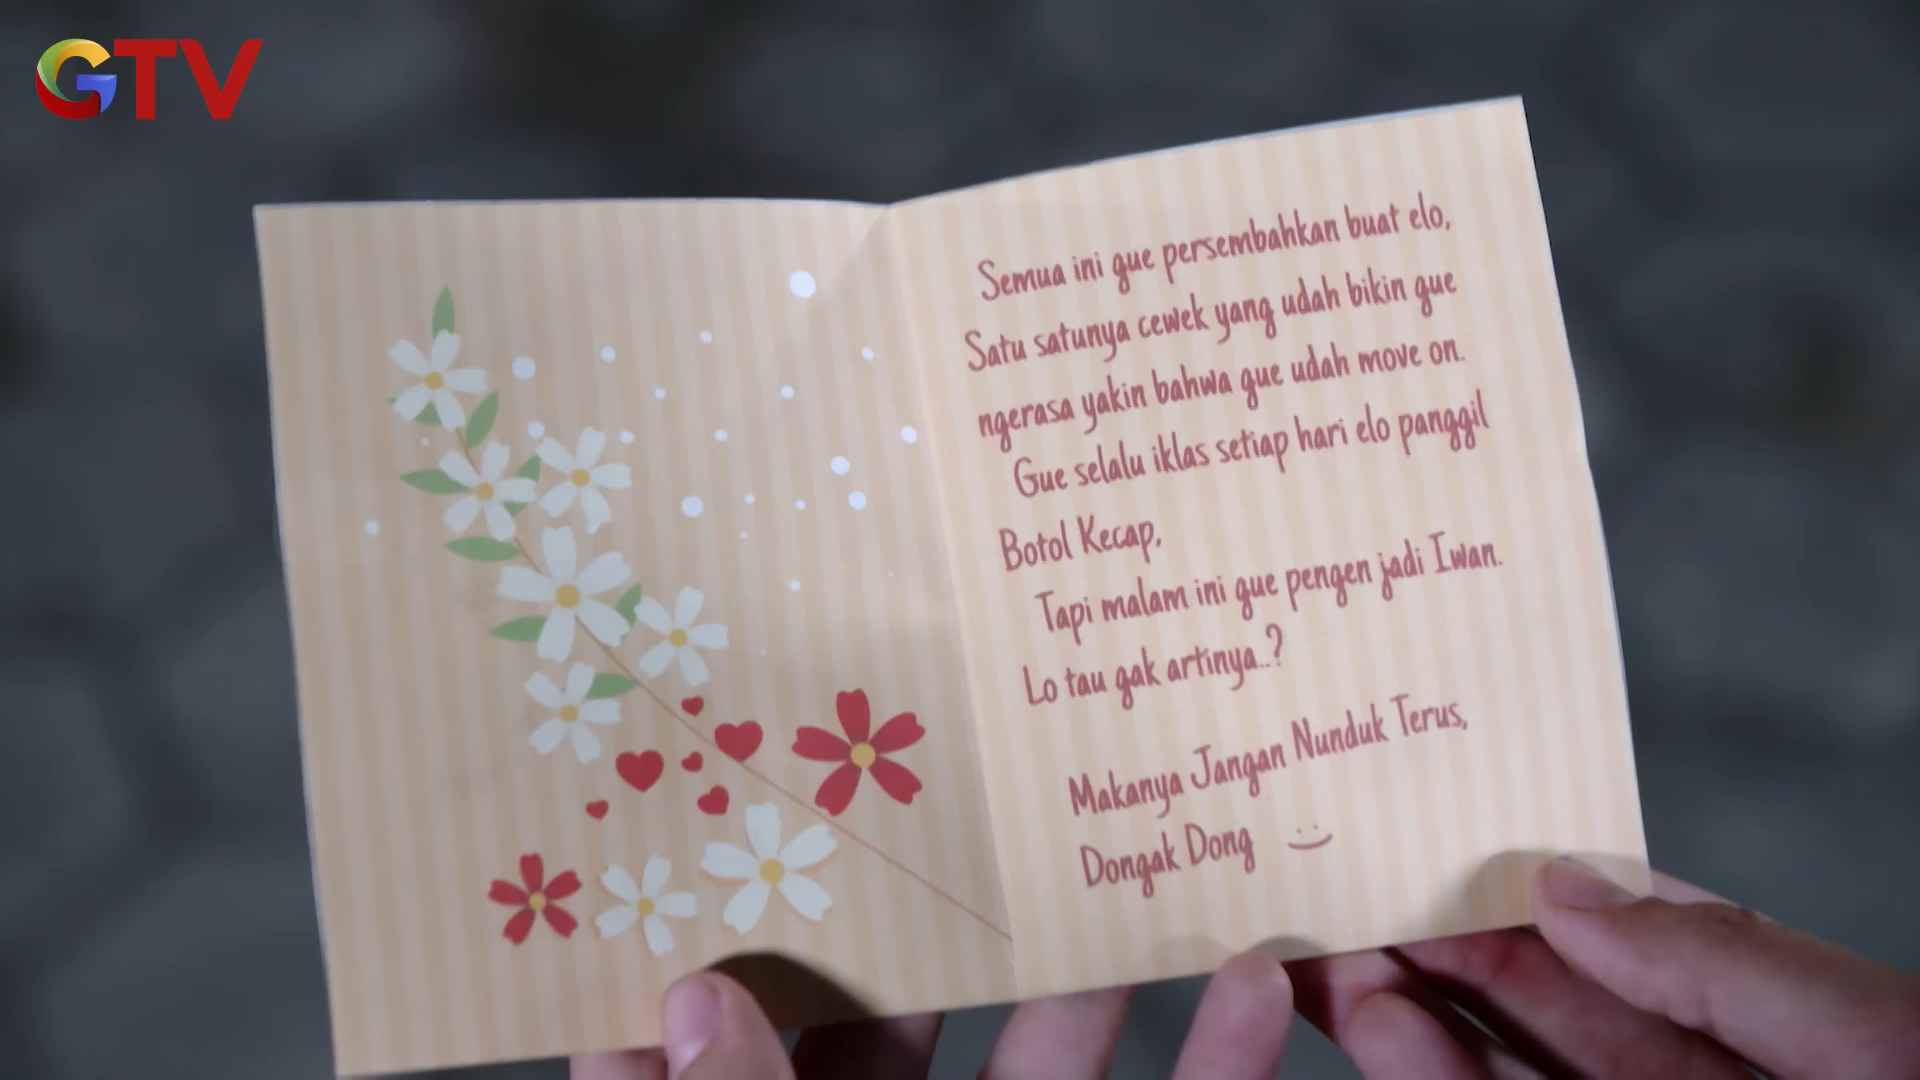 GTV
Semua ini gue persembahkan buat elo,
Satu satunya cewek yang udah bikin gue
ngerasa yakin bahwa gue udah move on.
Gue selalu iklas setiap hari elo panggil
Botol Kecap,
Tapi malam ini gue pengen jadi Iwan.
Lo tau gak artinya..?
Makanya Jangan Nunduk Terus,
Dongak Dong